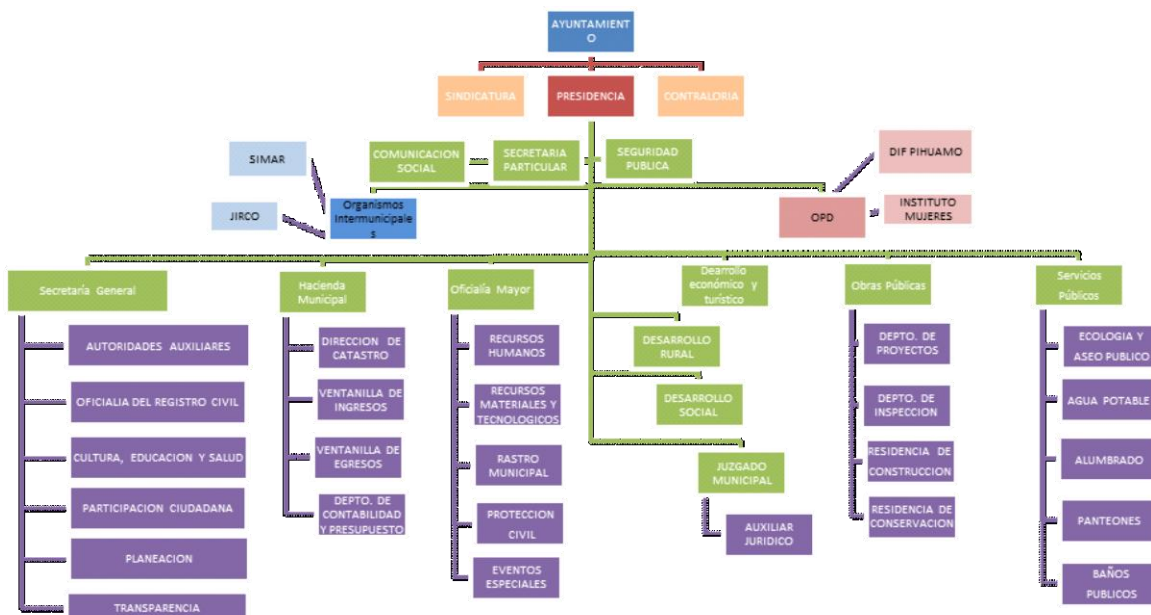 AYUNTAMIENT
O
SINDICATURA
PRESIDENCIA
CONTRALORIA
COMUNICACION
SOCIAL
SECRETARIA
PARTICULAR
SEGURIDAD
PUBLICA
SIMAR
JIRCO
Organismos
Intermunicipale
s
DIF PIHUAMO
OPD
INSTITUTO
MUJERES
Secretaría General
AUTORIDADES AUXILIARES
OFICIALIA DEL REGISTRO CIVIL
CULTURA, EDUCACION Y SALUD
PARTICIPACION CIUDADANA
PLANEACION
TRANSPARENCIA
Hacienda
Municipal
DIRECCION DE
CATASTRO
VENTANILLA DE
INGRESOS
VENTANILLA DE
EGRESOS
DEPTO. DE
CONTABILIDAD
Y PRESUPUESTO
Oficialía Mayor
RECURSOS
HUMANOS
RECURSOS
MATERIALES Y
TECNOLOGICOS
RASTRO
MUNICIPAL
PROTECCION
CIVIL
EVENTOS
ESPECIALES
Dearrollo
económico y
turístico
DESARROLLO
RURAL
DESARROLLO
SOCIAL
JUZGADO
MUNICIPAL
AUXILIAR
JURIDICO
Obras Públicas
DEPTO. DE
PROYECTOS
DEPTO. DE
INSPECCION
RESIDENCIA DE
CONSTRUCCION
RESIDENCIA DE
CONSERVACION
Servicios
Públicos
ECOLOGIA Y
ASEO PUBLICO
AGUA POTABLE
ALUMBRADO
PANTEONES
BAÑOS
PUBLICOS